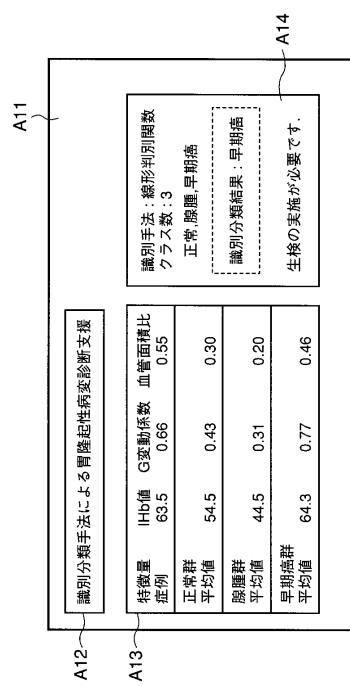 A11
A12
識別分類手法による胃隆起性病変診断支援
A13
特徴量 IHb値 G変動係数 血管面積比
症例 63.5 0.66 0.55
正常群
平均値 54.5 0.43 0.30
腺腫群
平均値 44.5 0.31 0.20
早期癌群
平均値 64.3 0.77 0.46
A14
識別手法：線形判別関数
クラス数：3
正常,腺腫,早期癌
識別分類結果：早期癌
生検の実施が必要です.